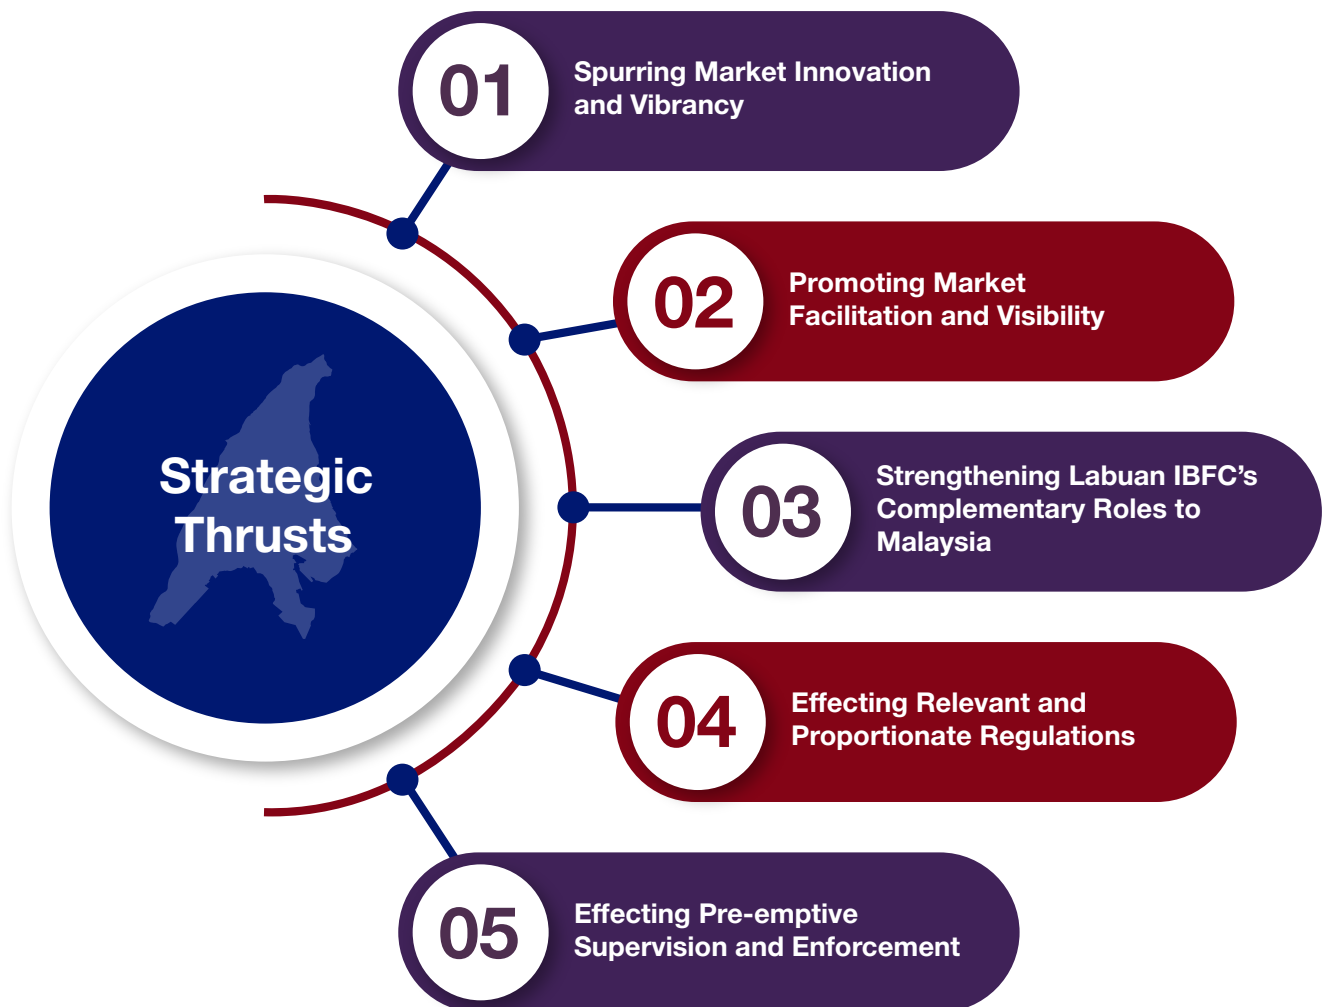 01
Spurring Market Innovation
and Vibrancy
02
Promoting Market
Facilitation and Visibility
Strategic
Thrusts
03
Strengthening Labuan IBFC’s
Complementary Roles to
Malaysia
04
Effecting Relevant and
Proportionate Regulations
05
Effecting Pre-emptive
Supervision and Enforcement